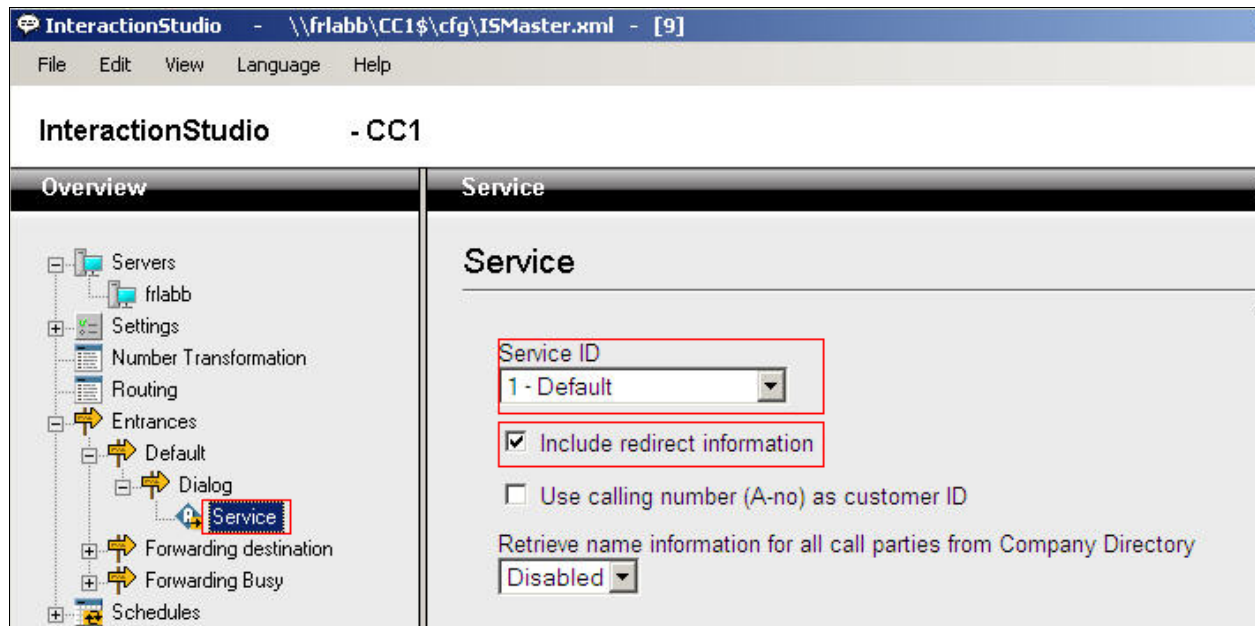 InteractionStudio - \\frlabb\CC1$\cfg\ISMaster.xml - [9]
File Edit View Language Help
InteractionStudio - CC1
Overview
Service
Servers
frlabb
Settings
Number Transformation
Routing
Entrances
Default
Dialog
Service
Forwarding destination
Forwarding Busy
Schedules
Service
Service ID
1 - Default
Include redirect information
Use calling number (A-no) as customer ID
Retrieve name information for all call parties from Company Directory
Disabled